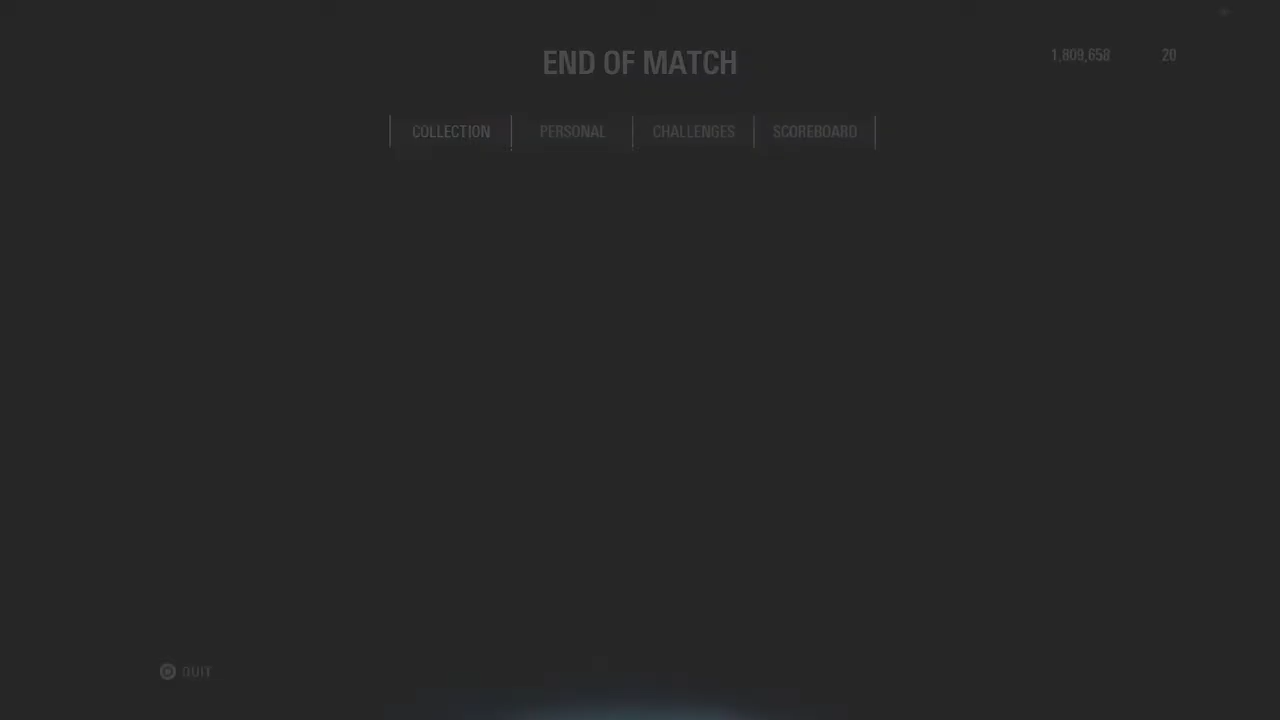 END OF MATCH
1,809,658 20
COLLECTION PERSONAL CHALLENGES SCOREBOARD
QUIT